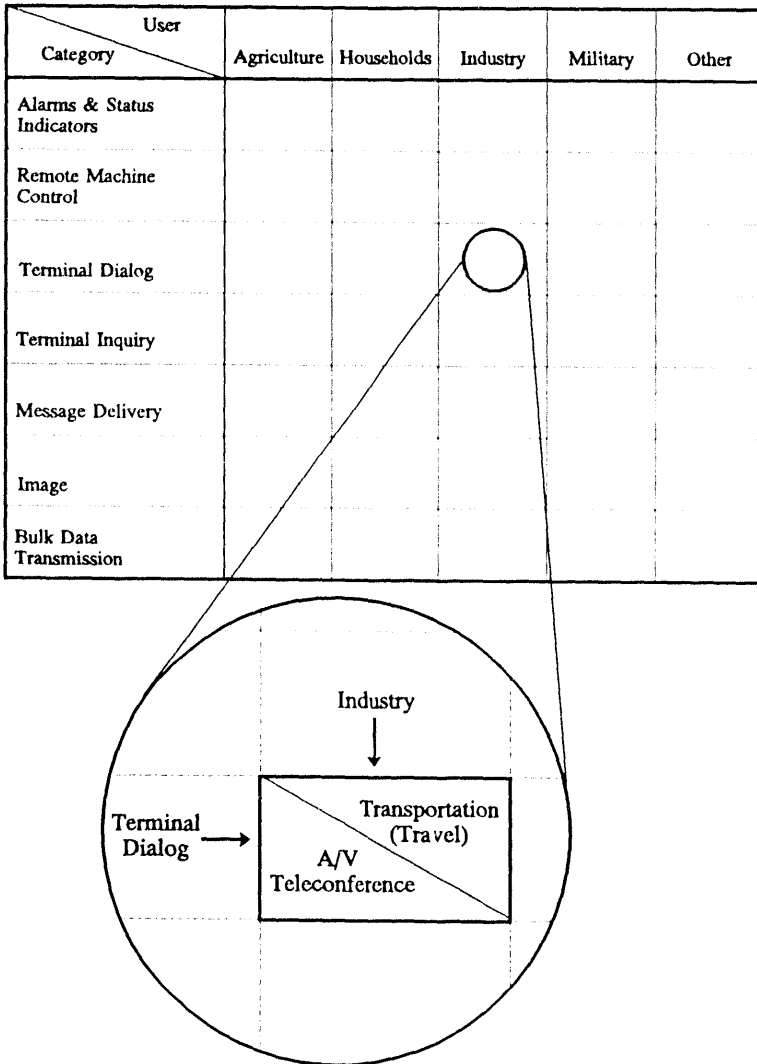 User
Category
Agriculture
Households
Industry
Military
Other
Alarms & Status
Indicators
Remote Machine
Control
Terminal Dialog
Terminal Inquiry
Message Delivery
Image
Bulk Data
Transmission
Industry
Terminal
Dialog
Transportation
(Travel)
A/V
Teleconference